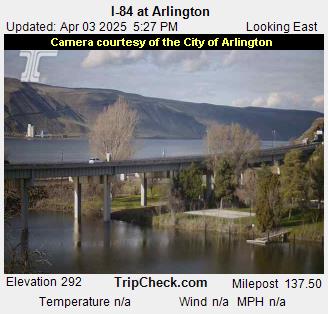 I-84 at Arlington
Updated: Apr 03 2025 5:27 PM Looking East
Camera courtesy of the City of Arlington
Elevation 292 TripCheck.com Milepost 137.50
Temperature n/a Wind n/a MPH n/a